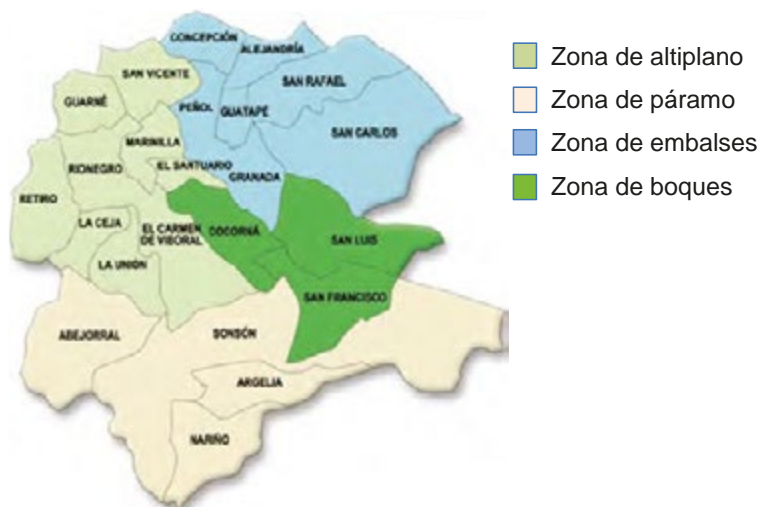 CONCEPCIÓN
ALEJANDRÍA
SAN VICENTE
SAN RAFAEL
GUARNÉ
PEÑOL
GUATAPÉ
SAN CARLOS
MARINILLA
EL SANTUARIO
RIONEGRO
GRANADA
RETIRO
LA CEJA
EL CARMEN
DE VIBORAL
COCORNÁ
SAN LUIS
LA UNIÓN
SAN FRANCISCO
ABEJORRAL
SONSÓN
ARGELIA
NARIÑO
Zona de altiplano
Zona de páramo
Zona de embalses
Zona de boques